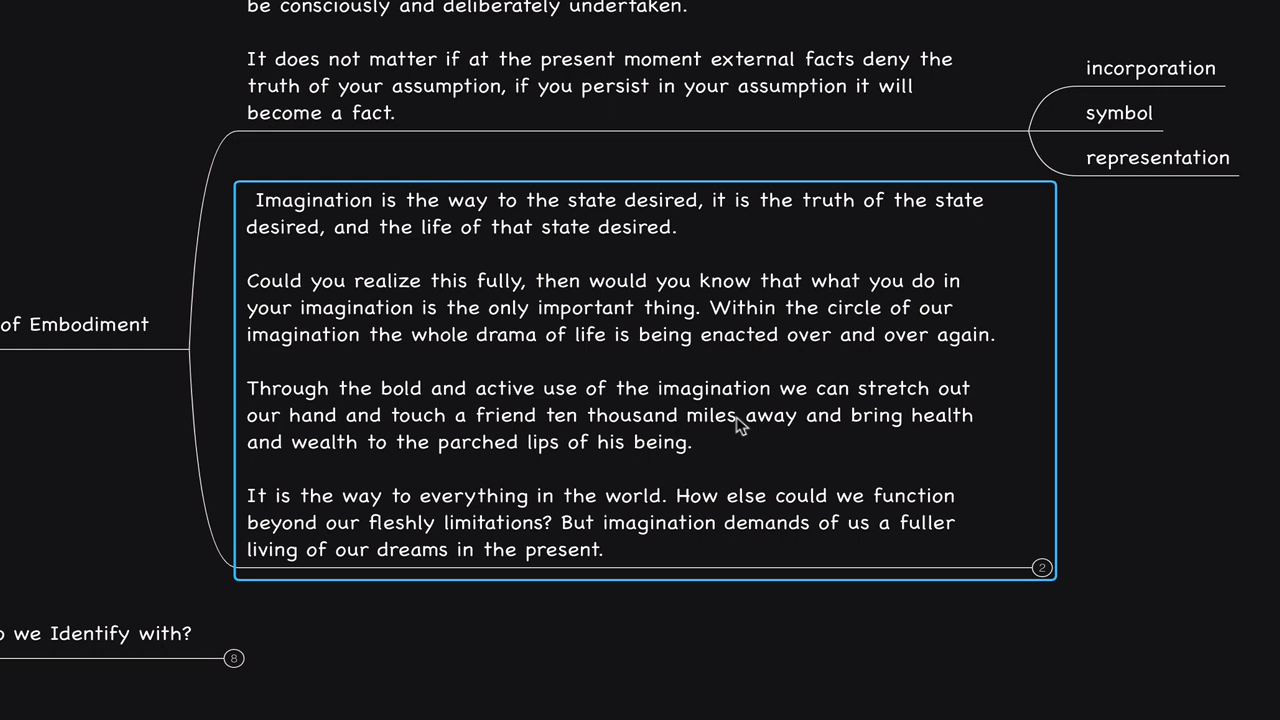 be consciously and deliberately undertaken.
It does not matter if at the present moment external facts deny the
truth of your assumption, if you persist in your assumption it will
become a fact.
incorporation
symbol
representation
Imagination is the way to the state desired, it is the truth of the state
desired, and the life of that state desired.
Could you realize this fully, then would you know that what you do in
your imagination is the only important thing. Within the circle of our
imagination the whole drama of life is being enacted over and over again.
Through the bold and active use of the imagination we can stretch out
our hand and touch a friend ten thousand miles away and bring health
and wealth to the parched lips of his being.
It is the way to everything in the world. How else could we function
beyond our fleshly limitations? But imagination demands of us a fuller
living of our dreams in the present.
2
of Embodiment
o we Identify with?
8